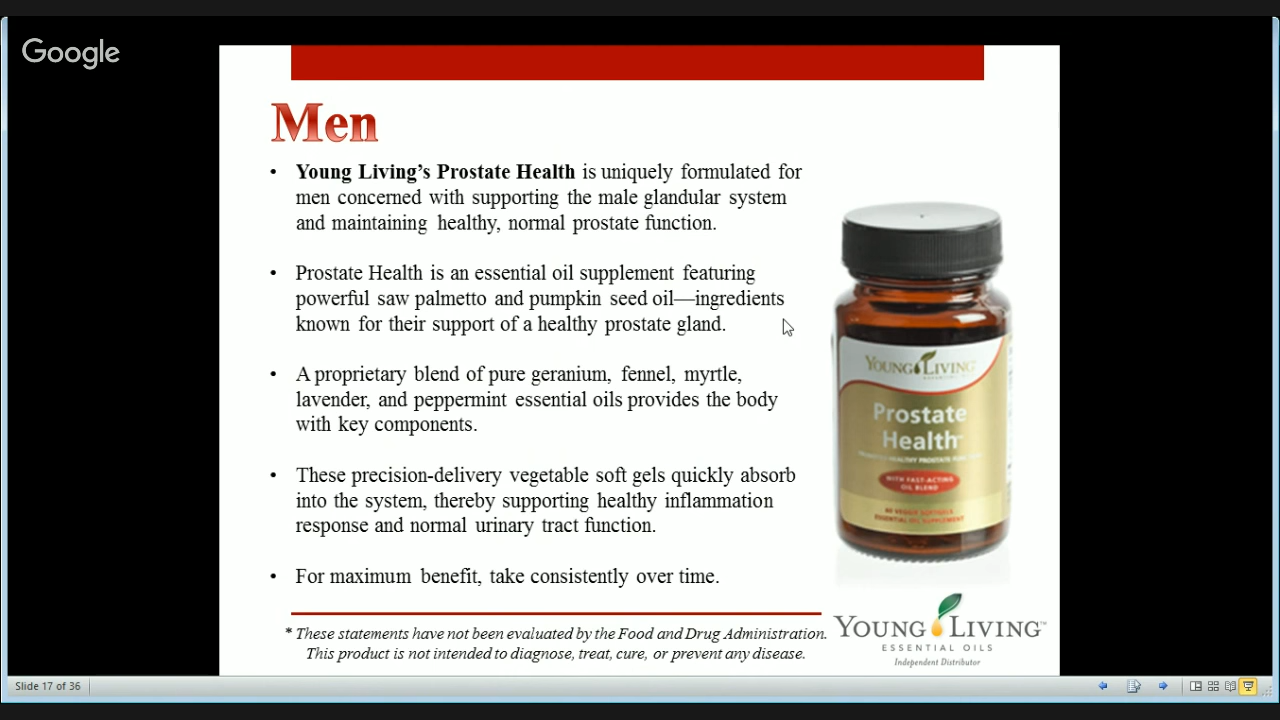 Google
Men
• Young Living's Prostate Health is uniquely formulated for
men concerned with supporting the male glandular system
and maintaining healthy, normal prostate function.
• Prostate Health is an essential oil supplement featuring
powerful saw palmetto and pumpkin seed oil—ingredients
known for their support of a healthy prostate gland.
• A proprietary blend of pure geranium, fennel, myrtle,
lavender, and peppermint essential oils provides the body
with key components.
• These precision-delivery vegetable soft gels quickly absorb
into the system, thereby supporting healthy inflammation
response and normal urinary tract function.
• For maximum benefit, take consistently over time.
* These statements have not been evaluated by the Food and Drug Administration.
This product is not intended to diagnose, treat, cure, or prevent any disease.
YOUNG LIVING
Prostate
Health
WITH FAST-ACTING
OIL BLEND
60 VEGGIE SOFTGELS
ESSENTIAL OIL SUPPLEMENT
YOUNG LIVING™
ESSENTIAL OILS
Independent Distributor
Slide 17 of 36